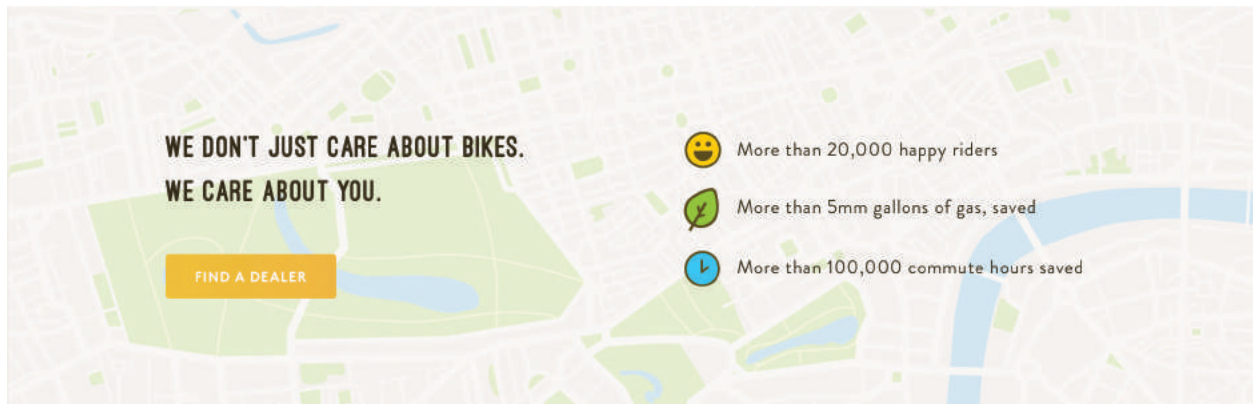 WE DON'T JUST CARE ABOUT BIKES.
WE CARE ABOUT YOU.
FIND A DEALER
More than 20,000 happy riders
More than 5mm gallons of gas, saved
More than 100,000 commute hours saved